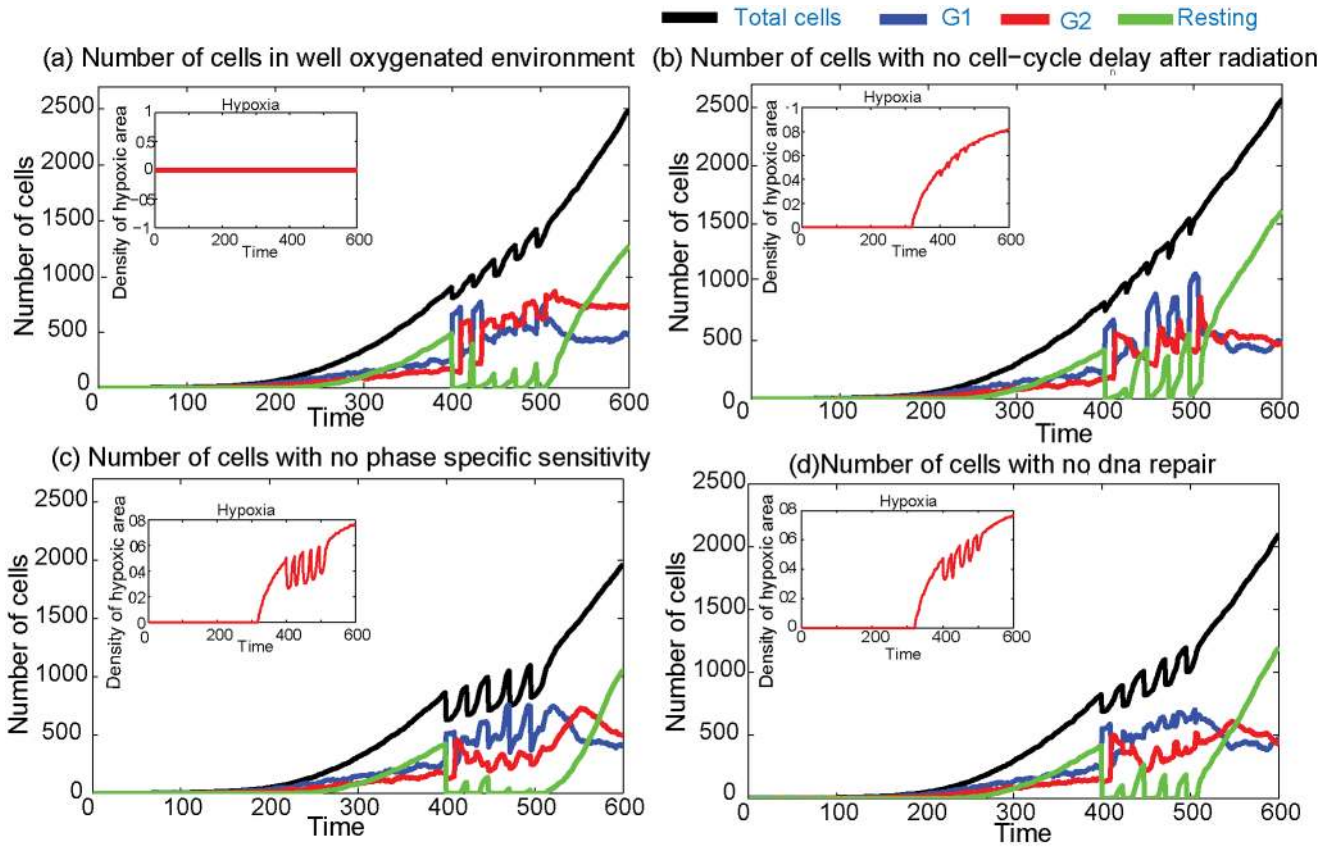 Total cells G1 G2 Resting
(a) Number of cells in well oxygenated environment
2500
2000
1500
1000
500
0
Number of cells
0 100 200 300 400 500 600
Time
Hypoxia
1
05
0
−05
−1
Density of hypoxic area
0 200 400 600
Time
(b) Number of cells with no cell−cycle delay after radiation
2500
2000
1500
1000
500
0
Number of cells
0 100 200 300 400 500 600
Time
Hypoxia
1
08
06
04
02
0
Density of hypoxic area
0 200 400 600
Time
(c) Number of cells with no phase specific sensitivity
2500
2000
1500
1000
500
0
Number of cells
0 100 200 300 400 500 600
Time
Hypoxia
08
06
04
02
0
Density of hypoxic area
0 200 400 600
Time
(d)Number of cells with no dna repair
2500
2000
1500
1000
500
0
Number of cells
0 100 200 300 400 500 600
Time
Hypoxia
08
06
04
02
0
Density of hypoxic area
0 200 400 600
Time